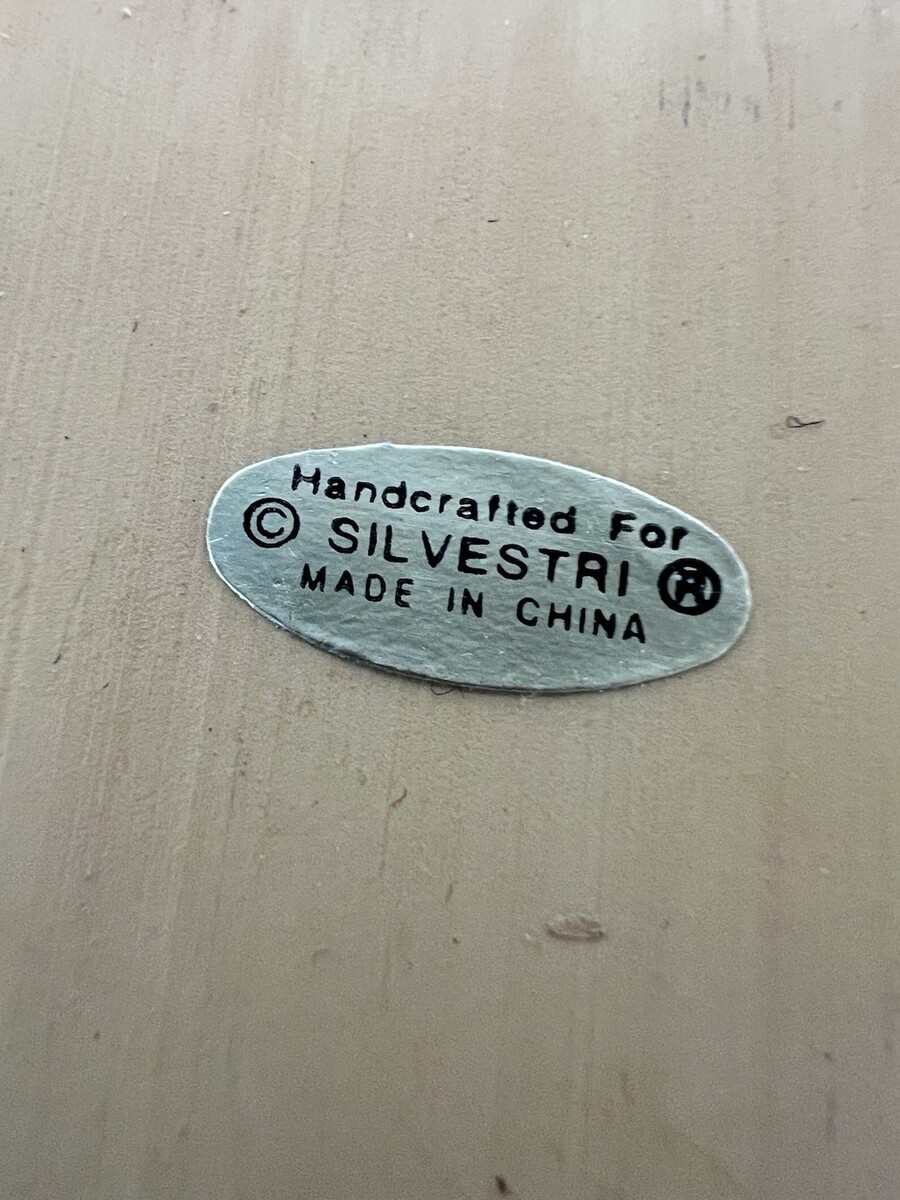 Handcrafted For
© SILVESTRI ®
MADE IN CHINA